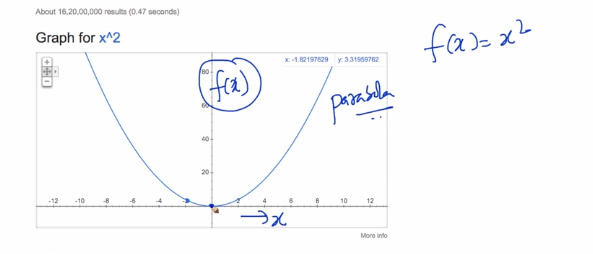 About 16,20,00,000 results (0.47 seconds)
Graph for x^2
f(x)= x²
x: -1.82197629 y: 3.31959762
80
f(x)
parabola
60
40
20
-12 -10 -8 -6 -4 -2 2 4 6 8 10 12
→x
More info